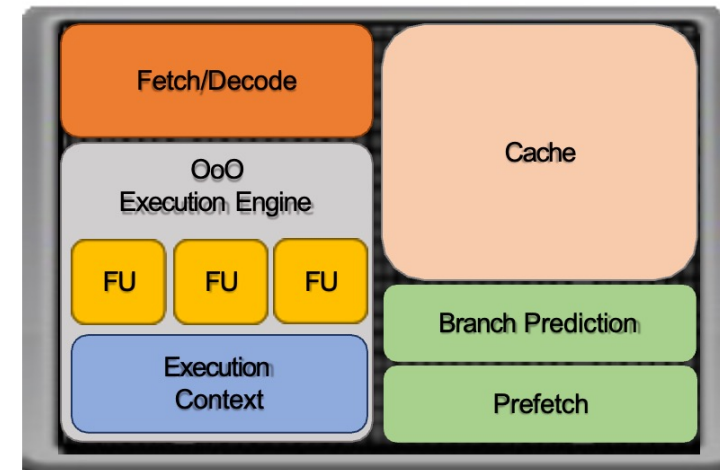 Fetch/Decode
OoO
Execution Engine
FU FU FU
Execution
Context
Cache
Branch Prediction
Prefetch